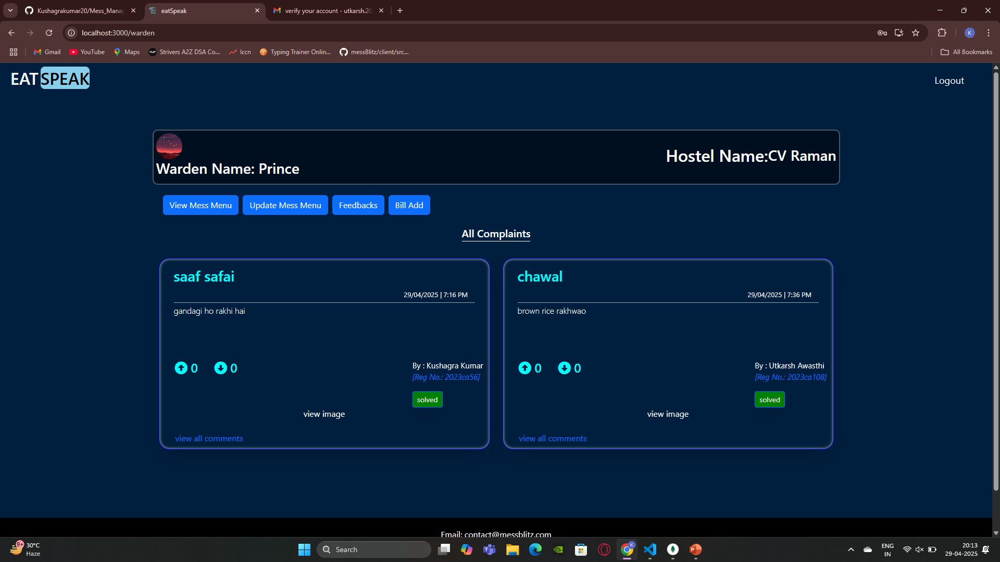 Kushagrakumar20/Mess_Mana
eatSpeak
verify your account - utkarsh.20
localhost:3000/warden
K
Gmail
YouTube
Maps
Strivers A2Z DSA Co...
lccn
Typing Trainer Onlin...
messBlitz/client/src...
All Bookmarks
EAT SPEAK
Logout
Warden Name: Prince
Hostel Name:CV Raman
View Mess Menu
Update Mess Menu
Feedbacks
Bill Add
All Complaints
saaf safai
29/04/2025 | 7:16 PM
gandagi ho rakhi hai
0 0
By : Kushagra Kumar
[Reg No.: 2023ca56]
solved
view image
view all comments
chawal
29/04/2025 | 7:36 PM
brown rice rakhwao
0 0
By : Utkarsh Awasthi
[Reg No.: 2023ca108]
solved
view image
view all comments
Email: contact@messblitz.com
9+
30°C
Haze
Search
K
ENG
IN
20:13
29-04-2025